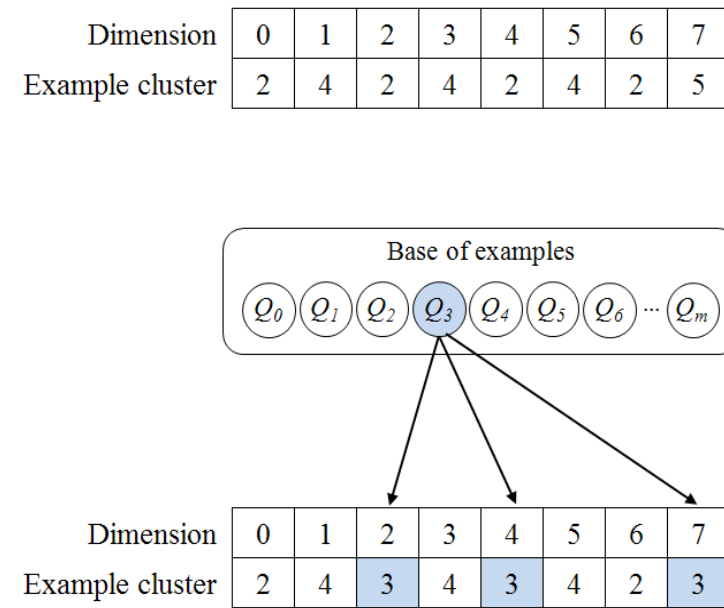 Dimension 0 1 2 3 4 5 6 7
Example cluster 2 4 2 4 2 4 2 5
Base of examples
Q0 Q1 Q2 Q3 Q4 Q5 Q6 ... Qm
Dimension 0 1 2 3 4 5 6 7
Example cluster 2 4 3 4 3 4 2 3